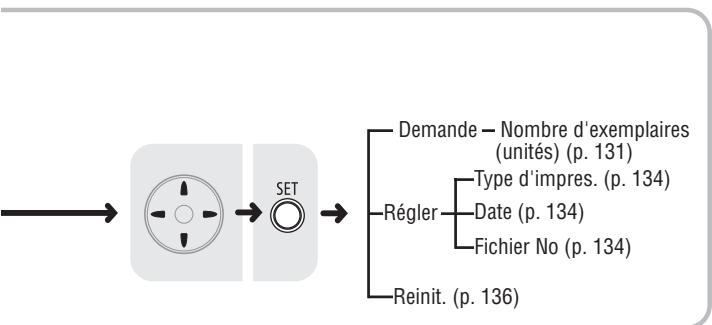 SET
Demande – Nombre d'exemplaires
(unités) (p. 131)
Type d'impres. (p. 134)
Régler
Date (p. 134)
Fichier No (p. 134)
Reinit. (p. 136)